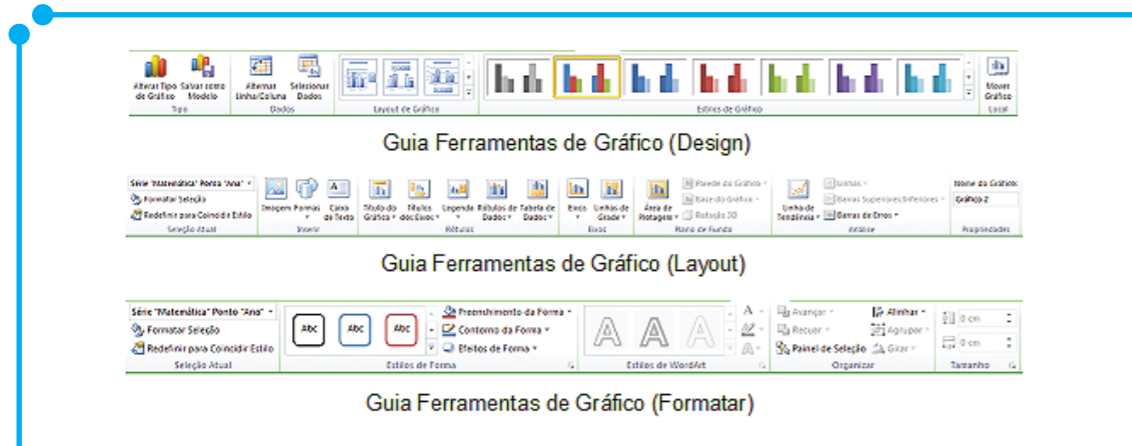 Alterar Tipo de Gráfico
Salvar como Modelo
Alternar Linha/Coluna
Selecionar Dados
Mover Gráfico
Tipo
Dados
Layout de Gráfico
Estilos de Gráfico
Local
Guia Ferramentas de Gráfico (Design)
Série "Matemática" Ponto "Ana"
Formatar Seleção
Redefinir para Coincidir Estilo
Imagem
Formas
Caixa de Texto
Título do Gráfico
Títulos dos Eixos
Legenda
Rótulos de Dados
Tabela de Dados
Eixos
Linhas de Grade
Área de Plotagem
Parede do Gráfico
Base do Gráfico
Rotação 3D
Linha de Tendência
Linhas
Barras Superiores/Inferiores
Barras de Erros
Nome do Gráfico:
Gráfico 2
Seleção Atual
Inserir
Rótulos
Eixos
Plano de Fundo
Análise
Propriedades
Guia Ferramentas de Gráfico (Layout)
Série "Matemática" Ponto "Ana"
Formatar Seleção
Redefinir para Coincidir Estilo
Abc
Abc
Abc
Preenchimento da Forma
Contorno da Forma
Efeitos de Forma
A
A
A
A
A
Avançar
Recuar
Painel de Seleção
Alinhar
Agrupar
Girar
0 cm
0 cm
Seleção Atual
Estilos de Forma
Estilos de WordArt
Organizar
Tamanho
Guia Ferramentas de Gráfico (Formatar)